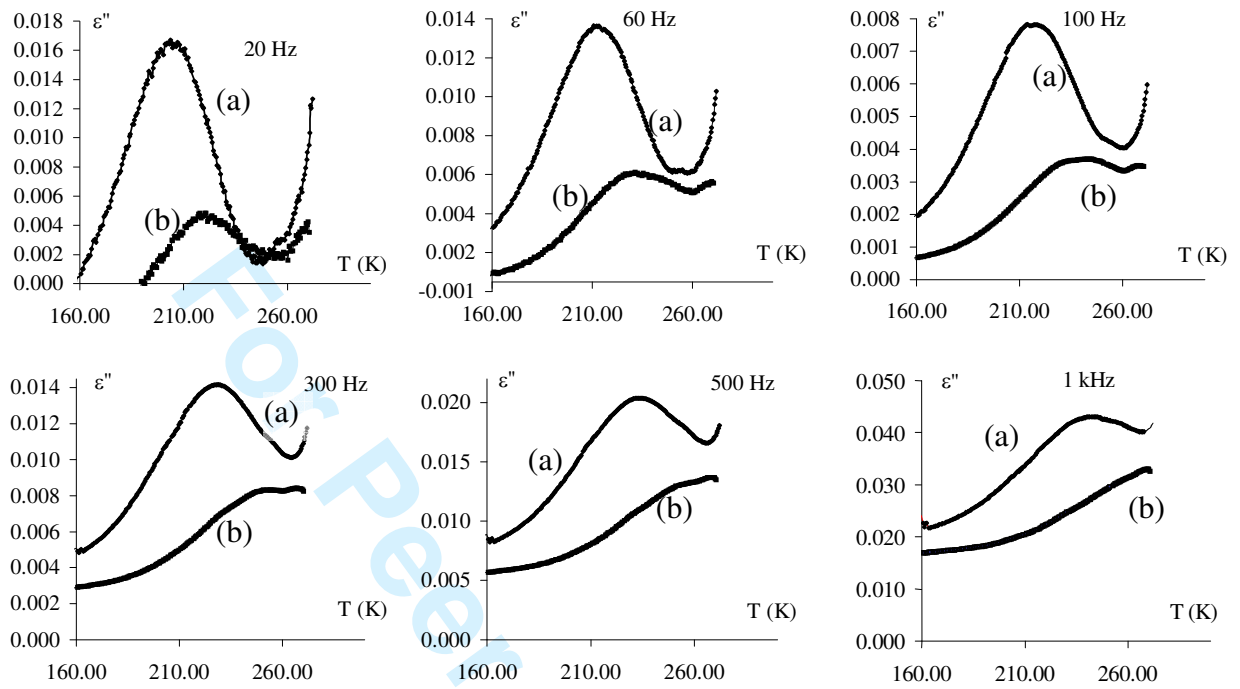 0.018
0.016
0.014
0.012
0.010
0.008
0.006
0.004
0.002
0.000
ε"
20 Hz
(a)
(b)
T (K)
160.00 210.00 260.00
0.014
0.012
0.010
0.008
0.006
0.004
0.002
-0.001
ε"
60 Hz
(a)
(b)
T (K)
160.00 210.00 260.00
0.008
0.007
0.006
0.005
0.004
0.003
0.002
0.001
0.000
ε"
100 Hz
(a)
(b)
T (K)
160.00 210.00 260.00
0.014
0.012
0.010
0.008
0.006
0.004
0.002
0.000
ε"
300 Hz
(a)
(b)
T (K)
160.00 210.00 260.00
0.020
0.015
0.010
0.005
0.000
ε"
500 Hz
(a)
(b)
T (K)
160.00 210.00 260.00
0.050
0.040
0.030
0.020
0.010
0.000
ε"
1 kHz
(a)
(b)
T (K)
160.00 210.00 260.00
For Peer